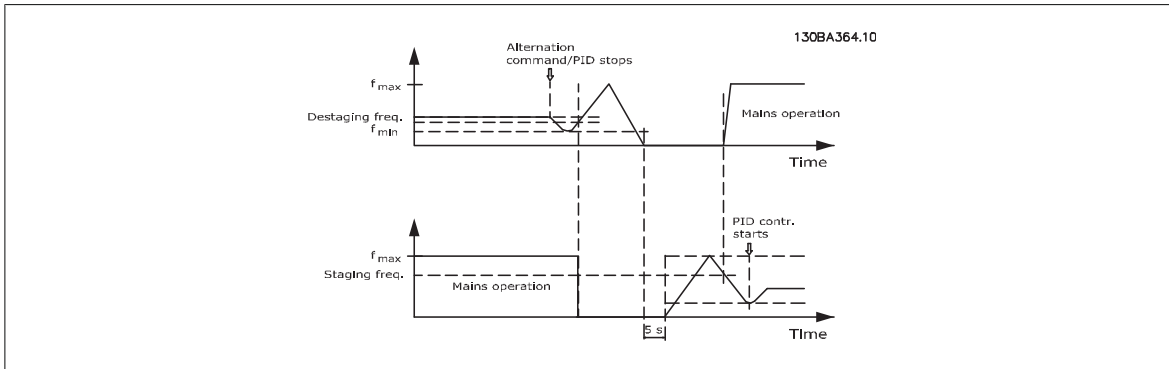 130BA364.10
Alternation
command/PID stops
f max
Destaging freq.
f min
Mains operation
Time
PID contr.
starts
f max
Staging freq.
Mains operation
5 s
Time